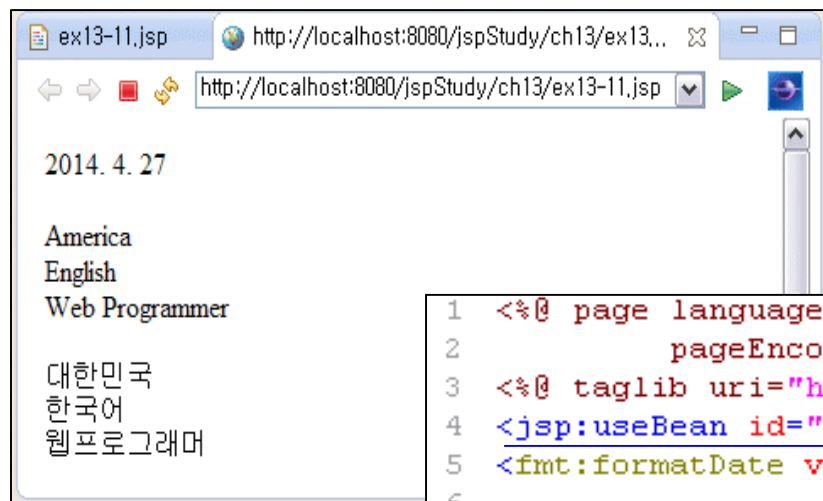 ex13-11.jsp
http://localhost:8080/jspStudy/ch13/ex13...
http://localhost:8080/jspStudy/ch13/ex13-11.jsp
2014. 4. 27
America
English
Web Programmer
대한민국
한국어
웹프로그래머
1 <%@ page language
2 pageEnco
3 <%@ taglib uri="h
4 <jsp:useBean id="
5 <fmt:formatDate v